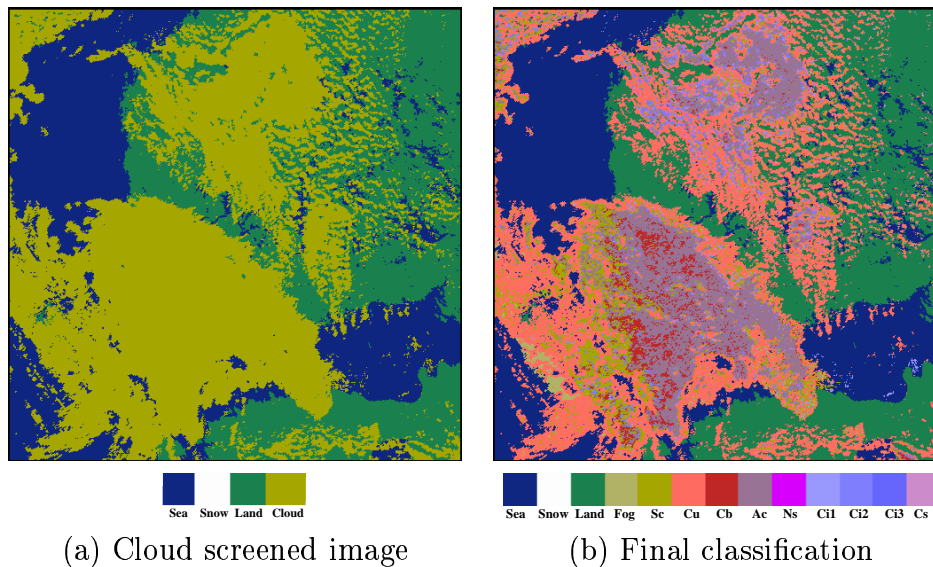 Sea Snow Land Cloud
Sea Snow Land Fog Sc Cu Cb Ac Ns Ci1 Ci2 Ci3 Cs
(a) Cloud screened image
(b) Final classification